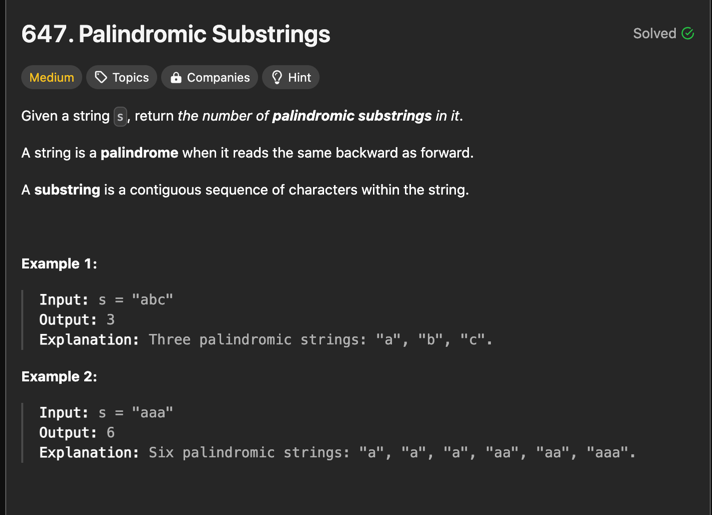 647. Palindromic Substrings
Solved
Medium
Topics
Companies
Hint
Given a string s, return the number of palindromic substrings in it.
A string is a palindrome when it reads the same backward as forward.
A substring is a contiguous sequence of characters within the string.
Example 1:
Input: s = "abc"
Output: 3
Explanation: Three palindromic strings: "a", "b", "c".
Example 2:
Input: s = "aaa"
Output: 6
Explanation: Six palindromic strings: "a", "a", "a", "aa", "aa", "aaa".